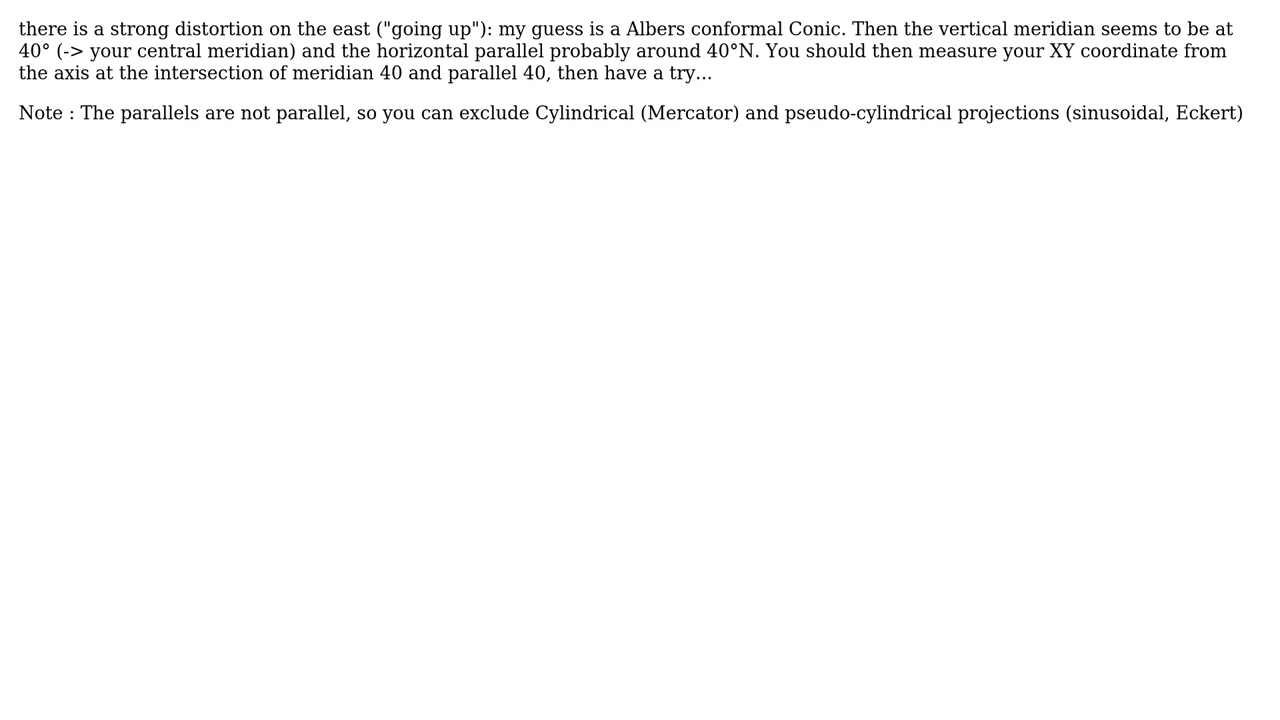 there is a strong distortion on the east ("going up"): my guess is a Albers conformal Conic. Then the vertical meridian seems to be at
40° (-> your central meridian) and the horizontal parallel probably around 40°N. You should then measure your XY coordinate from
the axis at the intersection of meridian 40 and parallel 40, then have a try...
Note : The parallels are not parallel, so you can exclude Cylindrical (Mercator) and pseudo-cylindrical projections (sinusoidal, Eckert)